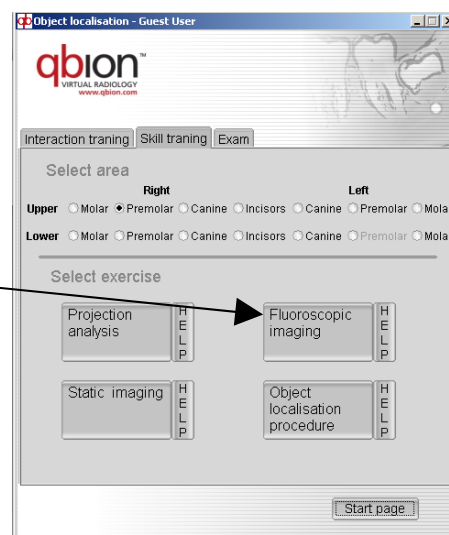 Object localisation - Guest User
qbion™
VIRTUAL RADIOLOGY
www.qbion.com
Interaction traning Skill traning Exam
Select area
Right Left
Upper Molar Premolar Canine Incisors Canine Premolar Mola
Lower Molar Premolar Canine Incisors Canine Premolar Mola
Select exercise
Projection analysis HELP Fluoroscopic imaging HELP
Static imaging HELP Object localisation procedure HELP
Start page